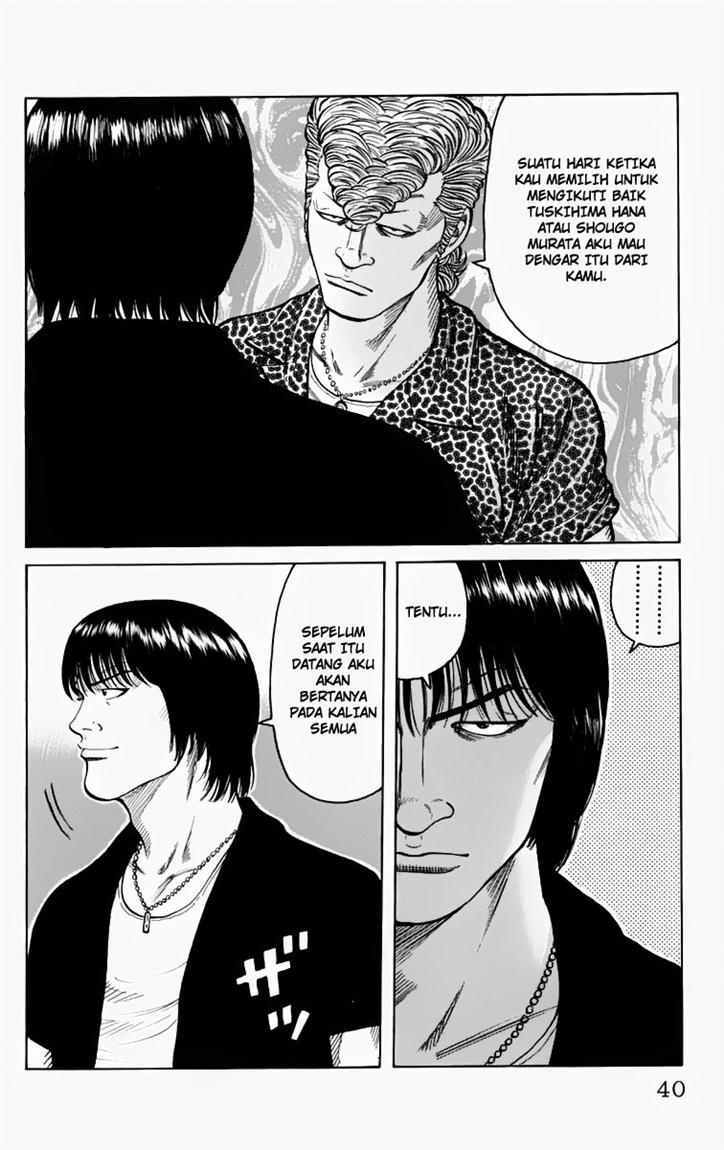 SUATU HARI KETIKA
KAU MEMILIH UNTUK
MENGIKUTI BAIK
TUSKIHIMA HANA
ATAU SHOUGO
MURATA AKU MAU
DENGAR ITU DARI
KAMU.
............
TENTU...
SEPELUM
SAAT ITU
DATANG AKU
AKAN
BERTANYA
PADA KALIAN
SEMUA
ザッ
40